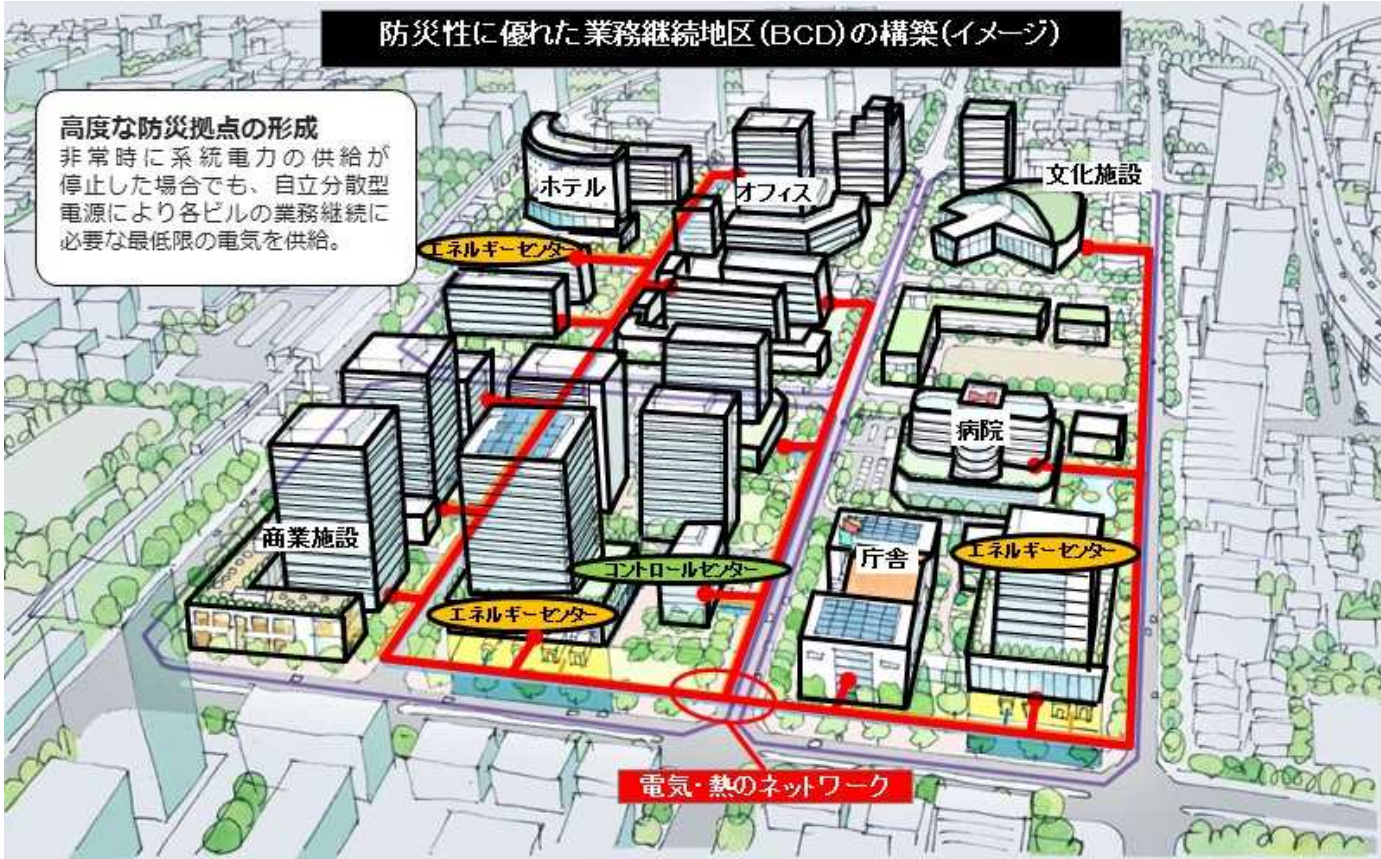 防災性に優れた業務継続地区(BCD)の構築(イメージ)
高度な防災拠点の形成
非常時に系統電力の供給が
停止した場合でも、自立分散型
電源により各ビルの業務継続に
必要な最低限の電気を供給。
ホテル
オフィス
文化施設
エネルギーセンター
病院
商業施設
庁舎
エネルギーセンター
コントロールセンター
エネルギーセンター
電気・熱のネットワーク